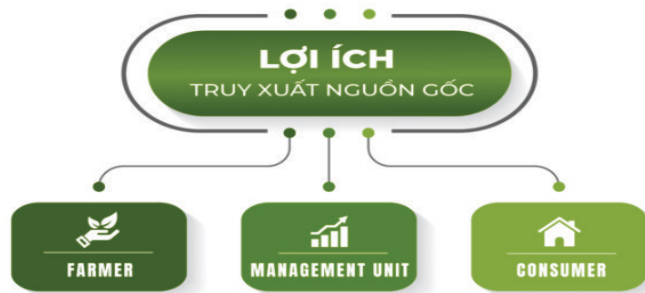 LỢI ÍCH
TRUY XUẤT NGUỒN GỐC
FARMER
MANAGEMENT UNIT
CONSUMER